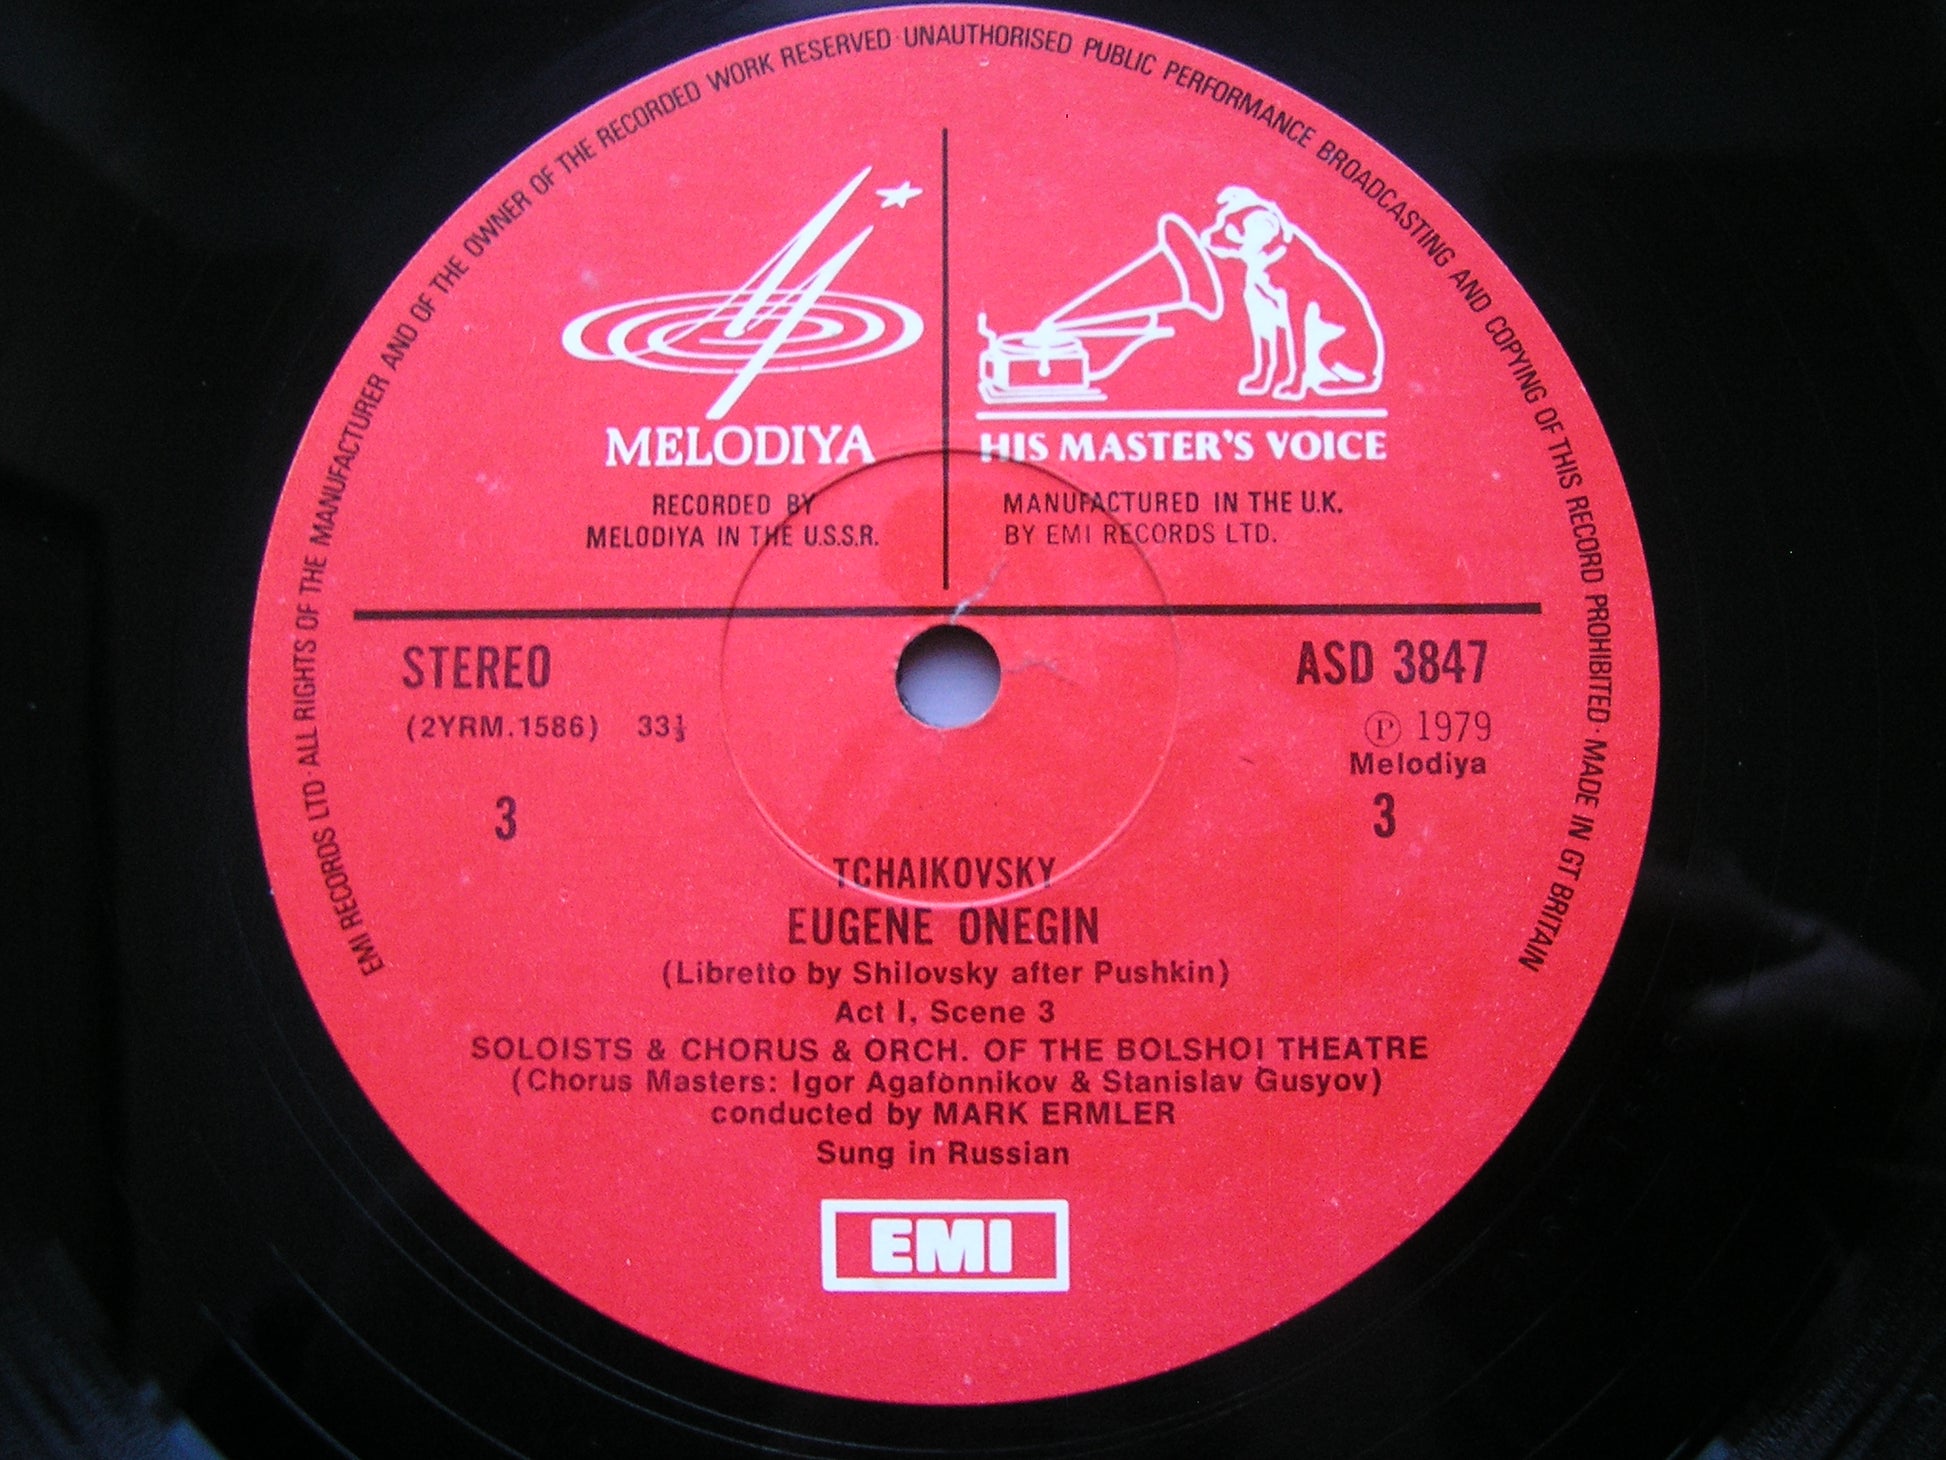 EMI RECORDS LTD · ALL RIGHTS OF THE MANUFACTURER AND OF THE OWNER OF THE RECORDED WORK RESERVED · UNAUTHORISED PUBLIC PERFORMANCE BROADCASTING AND COPYING OF THIS RECORD PROHIBITED · MADE IN GT BRITAIN
MELODIYA
HIS MASTER'S VOICE
RECORDED BY
MELODIYA IN THE U.S.S.R.
MANUFACTURED IN THE U.K.
BY EMI RECORDS LTD.
STEREO
ASD 3847
(2YRM.1586) 33⅓
℗ 1979
Melodiya
3
3
TCHAIKOVSKY
EUGENE ONEGIN
(Libretto by Shilovsky after Pushkin)
Act I, Scene 3
SOLOISTS & CHORUS & ORCH. OF THE BOLSHOI THEATRE
(Chorus Masters: Igor Agafonnikov & Stanislav Gusyov)
conducted by MARK ERMLER
Sung in Russian
EMI